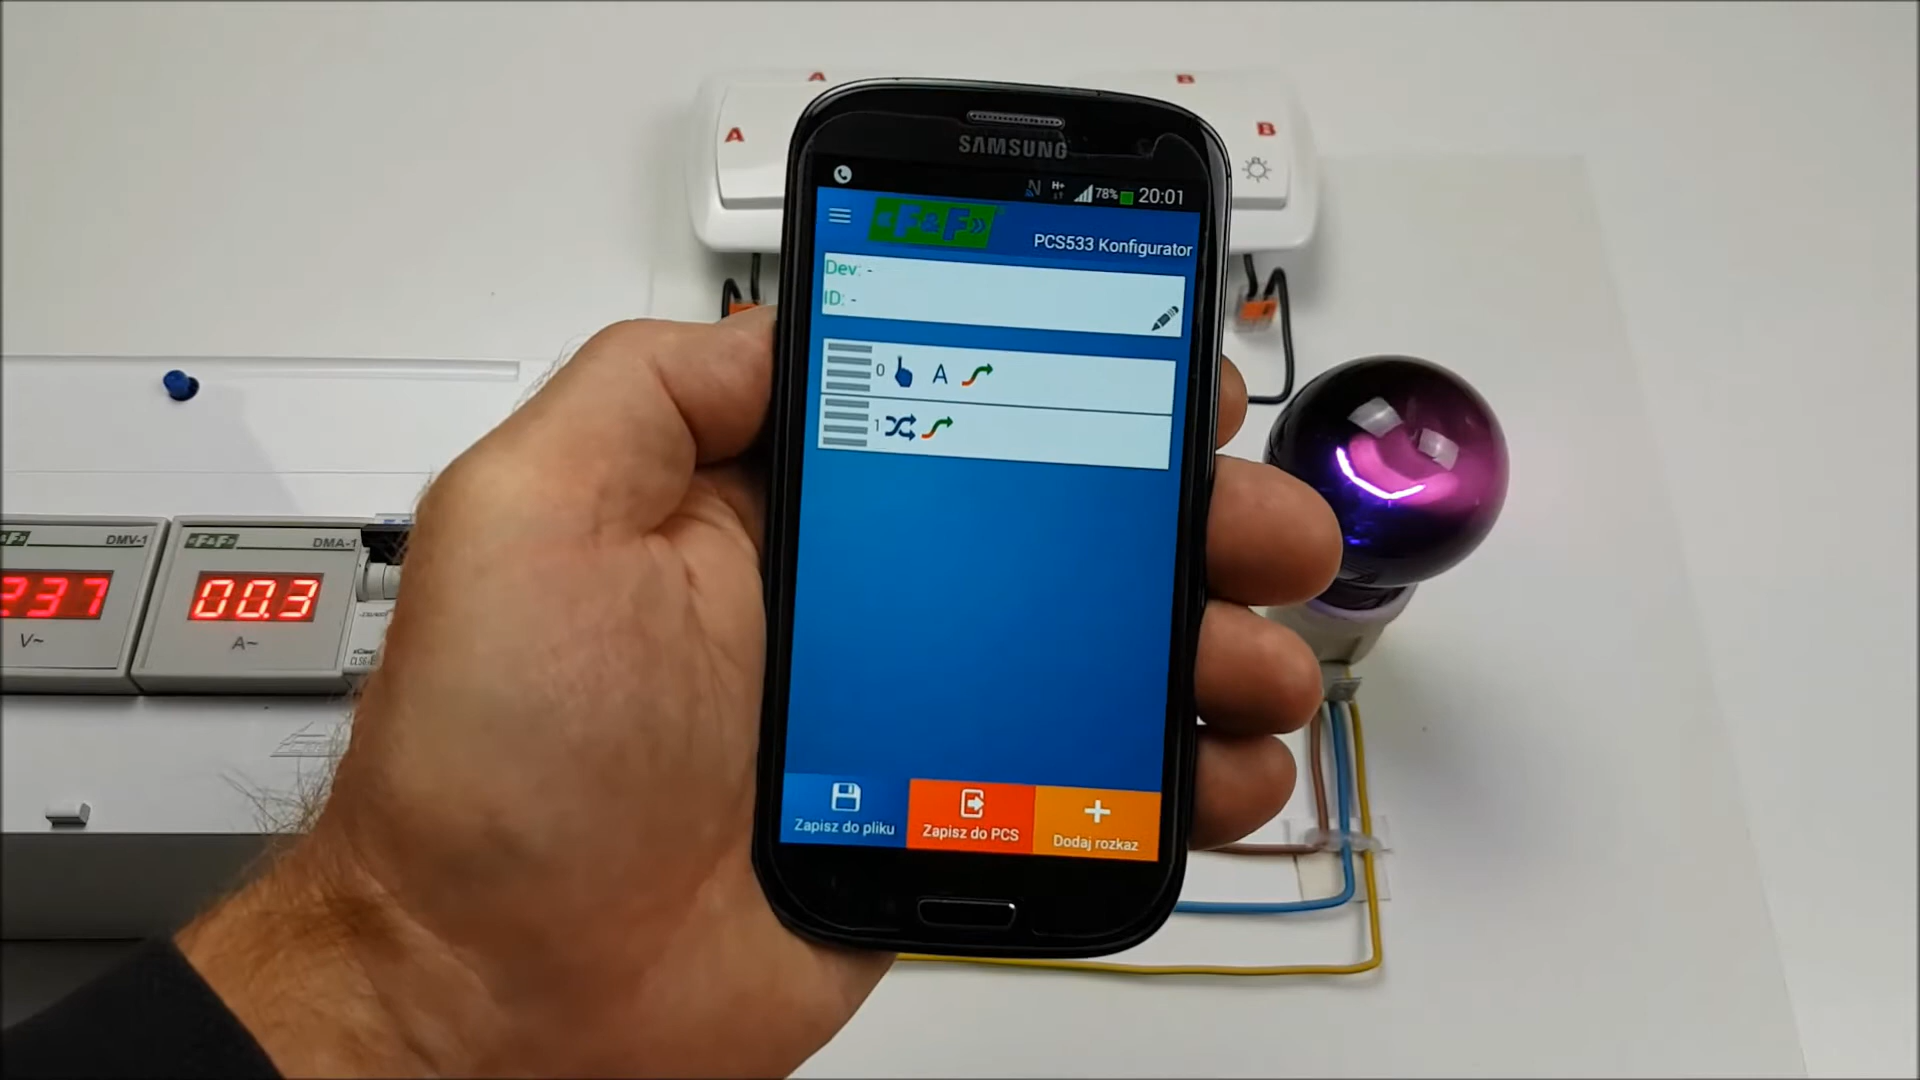 A
B
A
B
SAMSUNG
H+
78%
20:01
«F&F»
PCS533 Konfigurator
Dev: -
ID: -
0
A
1
Zapisz do pliku
Zapisz do PCS
Dodaj rozkaz
DMV-1
237
V~
«F&F»
DMA-1
00.3
A~